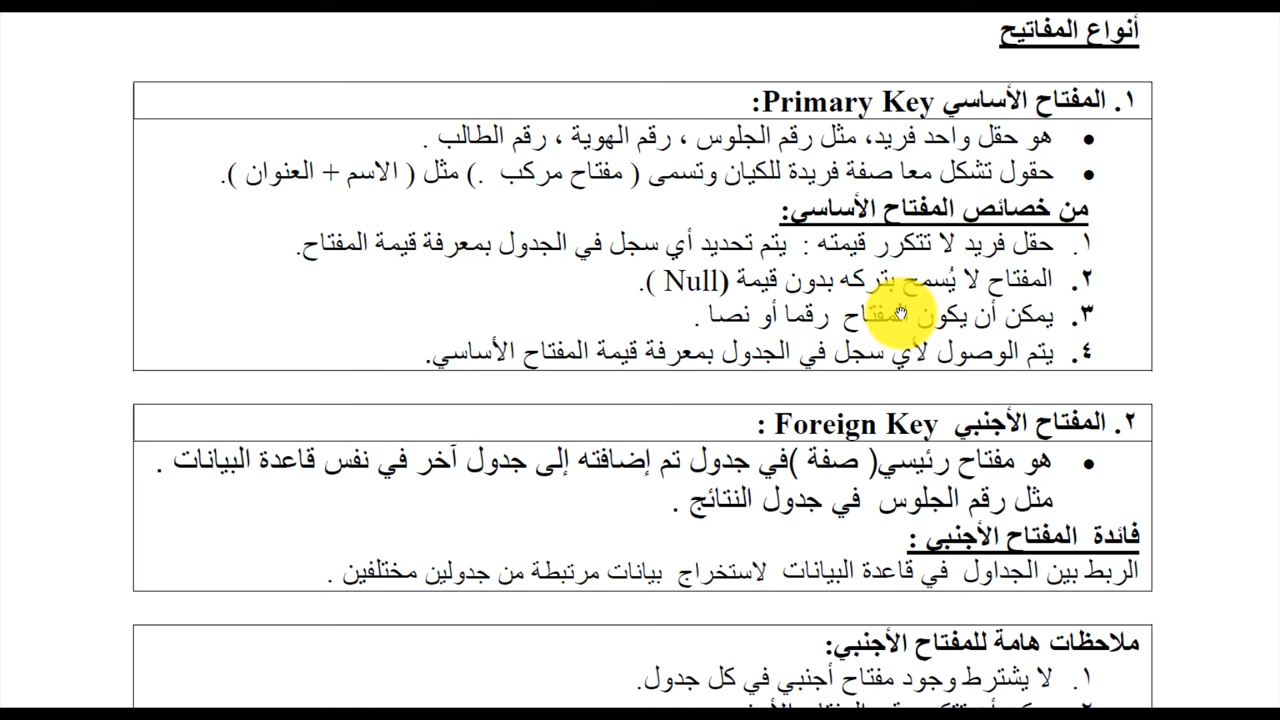 أنواع المفاتيح
١. المفتاح الأساسي Primary Key:
• هو حقل واحد فريد، مثل رقم الجلوس ، رقم الهوية ، رقم الطالب .
• حقول تشكل معا صفة فريدة للكيان وتسمى ( مفتاح مركب .) مثل ( الاسم + العنوان ).
من خصائص المفتاح الأساسي:
١. حقل فريد لا تتكرر قيمته : يتم تحديد أي سجل في الجدول بمعرفة قيمة المفتاح.
٢. المفتاح لا يُسمح بتركه بدون قيمة (Null ).
٣. يمكن أن يكون المفتاح رقما أو نصا .
٤. يتم الوصول لأي سجل في الجدول بمعرفة قيمة المفتاح الأساسي.
٢. المفتاح الأجنبي Foreign Key :
• هو مفتاح رئيسي( صفة )في جدول تم إضافته إلى جدول آخر في نفس قاعدة البيانات .
مثل رقم الجلوس في جدول النتائج .
فائدة المفتاح الأجنبي :
الربط بين الجداول في قاعدة البيانات لاستخراج بيانات مرتبطة من جدولين مختلفين .
ملاحظات هامة للمفتاح الأجنبي:
١. لا يشترط وجود مفتاح أجنبي في كل جدول.